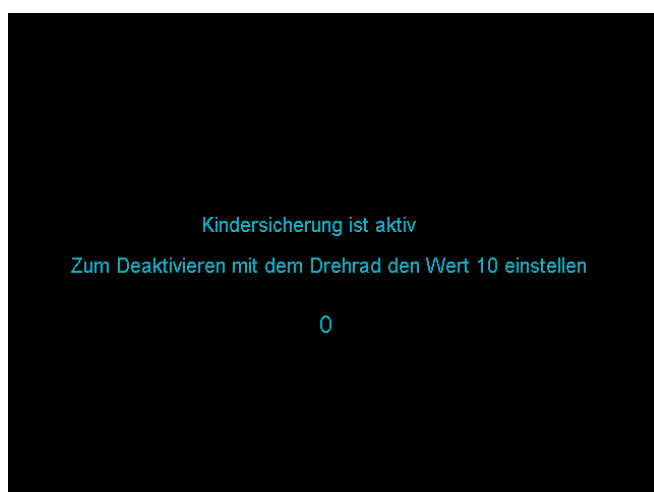 Kindersicherung ist aktiv
Zum Deaktivieren mit dem Drehrad den Wert 10 einstellen
0